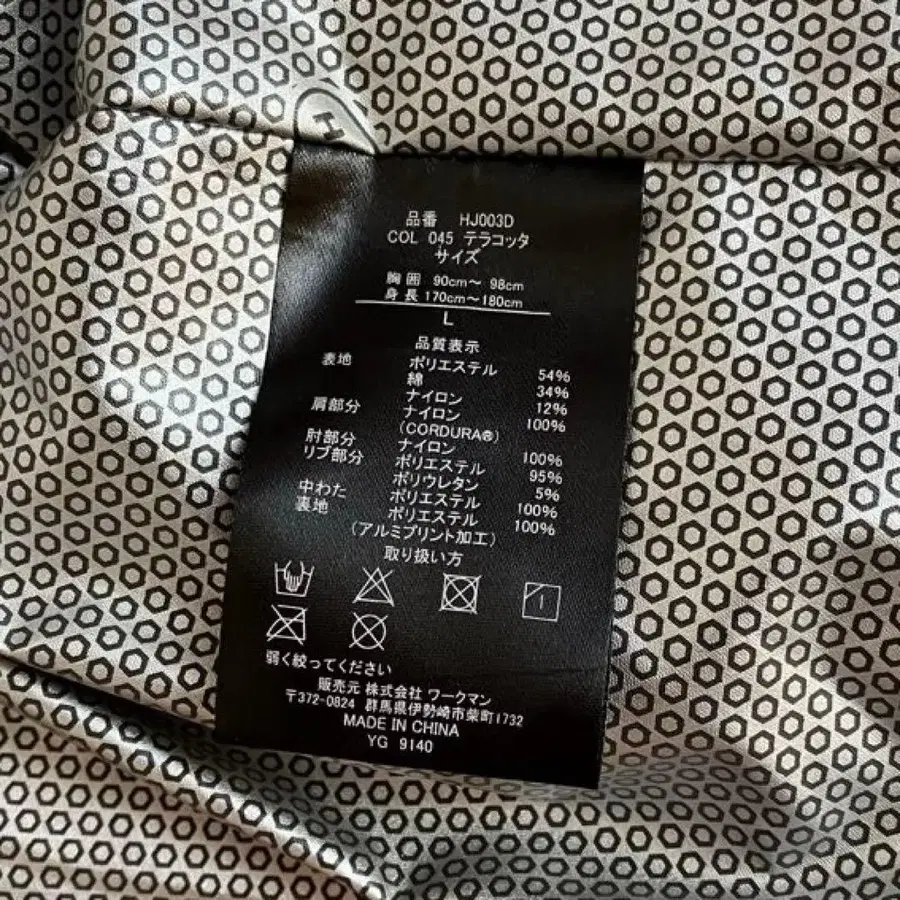 H
品番 HJ003D
COL 045 テラコッタ
サイズ
胸囲 90cm～ 98cm
身長 170cm～180cm
L
品質表示
表地 ポリエステル 54%
綿 34%
ナイロン 12%
肩部分 ナイロン 100%
(CORDURA®)
肘部分 ナイロン 100%
リブ部分 ポリエステル 95%
ポリウレタン 5%
中わた ポリエステル 100%
裏地 ポリエステル 100%
(アルミプリント加工)
取り扱い方
弱く絞ってください
販売元 株式会社 ワークマン
〒372-0824 群馬県伊勢崎市柴町1732
MADE IN CHINA
YG 9140